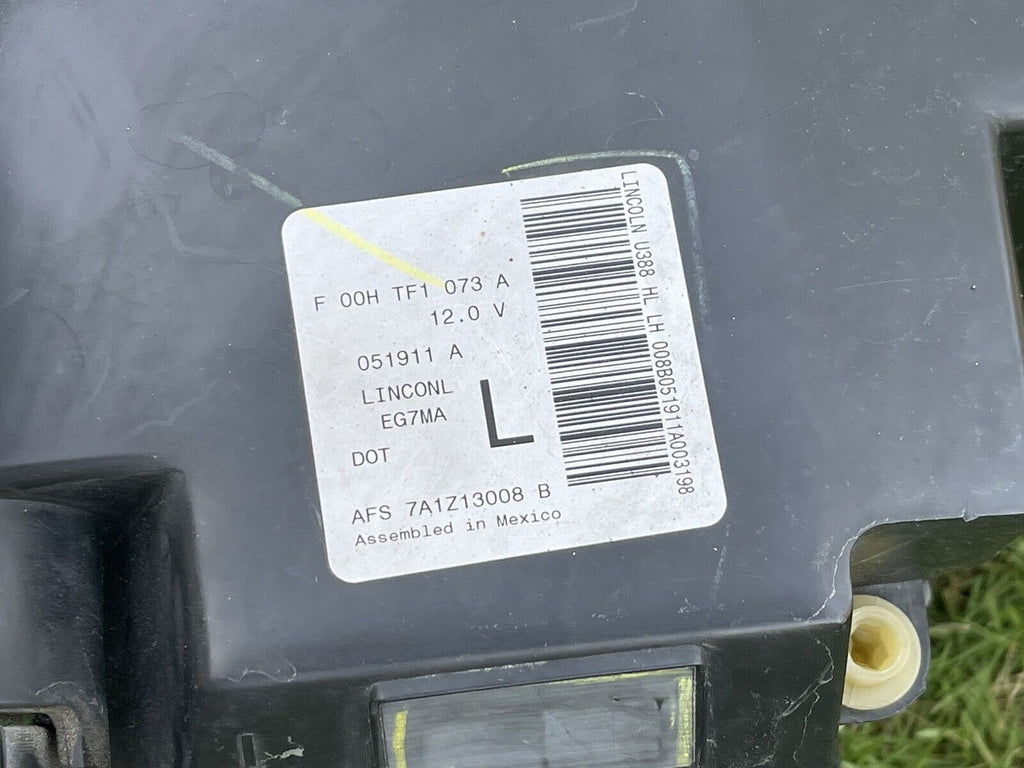 F 00H TF1 073 A
12.0 V
051911 A
LINCONL
EG7MA
L
DOT
AFS 7A1Z13008 B
Assembled in Mexico
LINCOLN U388 HL LH 008B051911A003198